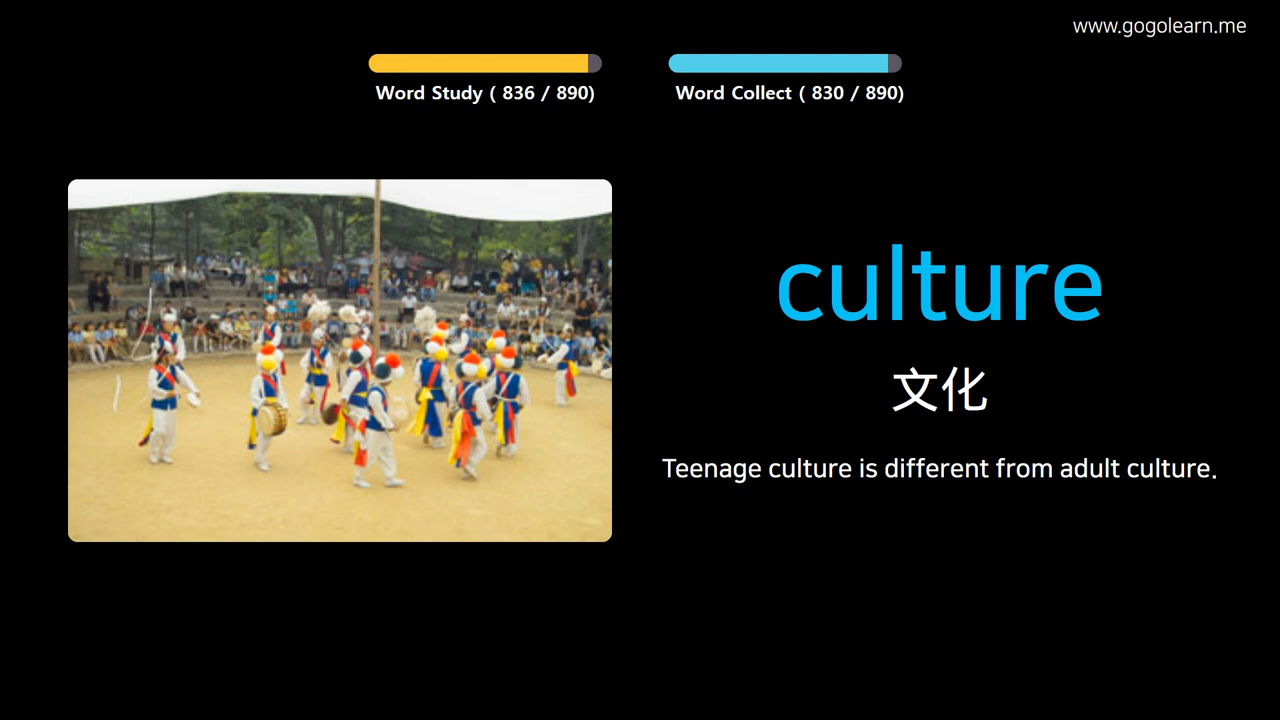 www.gogolearn.me
Word Study ( 836 / 890)
Word Collect ( 830 / 890)
culture
文化
Teenage culture is different from adult culture.